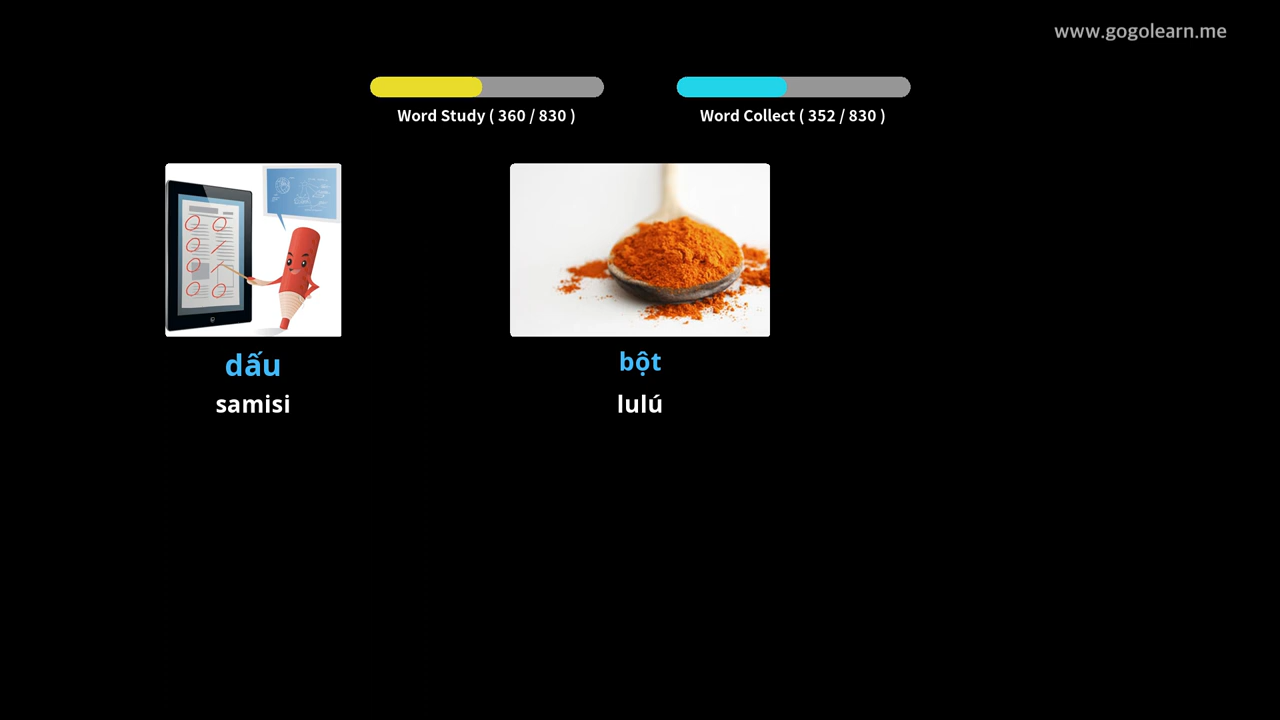 www.gogolearn.me
Word Study ( 360 / 830 )
Word Collect ( 352 / 830 )
dấu
samisi
bột
lulú